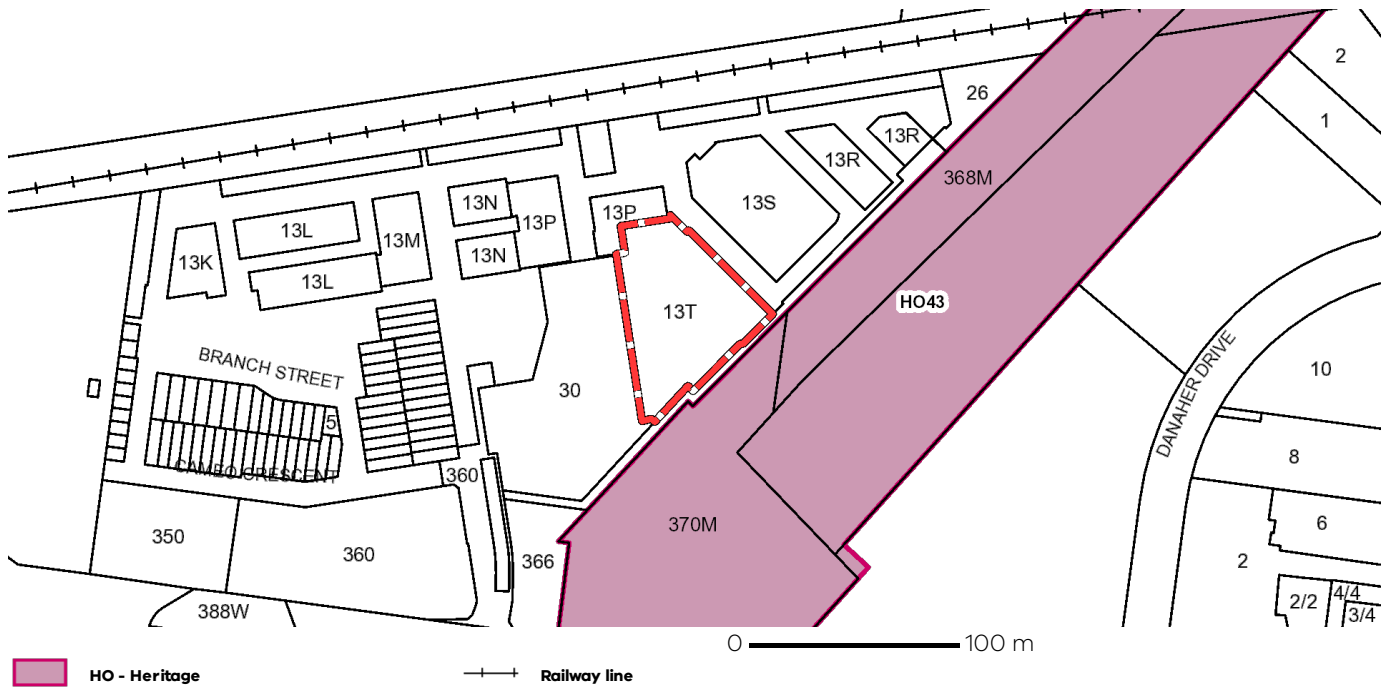 2
26
1
13R
13R
368M
13S
13N
13P
13P
13L
13M
13K
13N
13L
HO43
13T
BRANCH STREET
DANAHER DRIVE
10
30
5
8
CAMBO CRESCENT
360
6
370M
350
360
366
2
388W
2/2
4/4
3/4
0 100 m
HO - Heritage Railway line